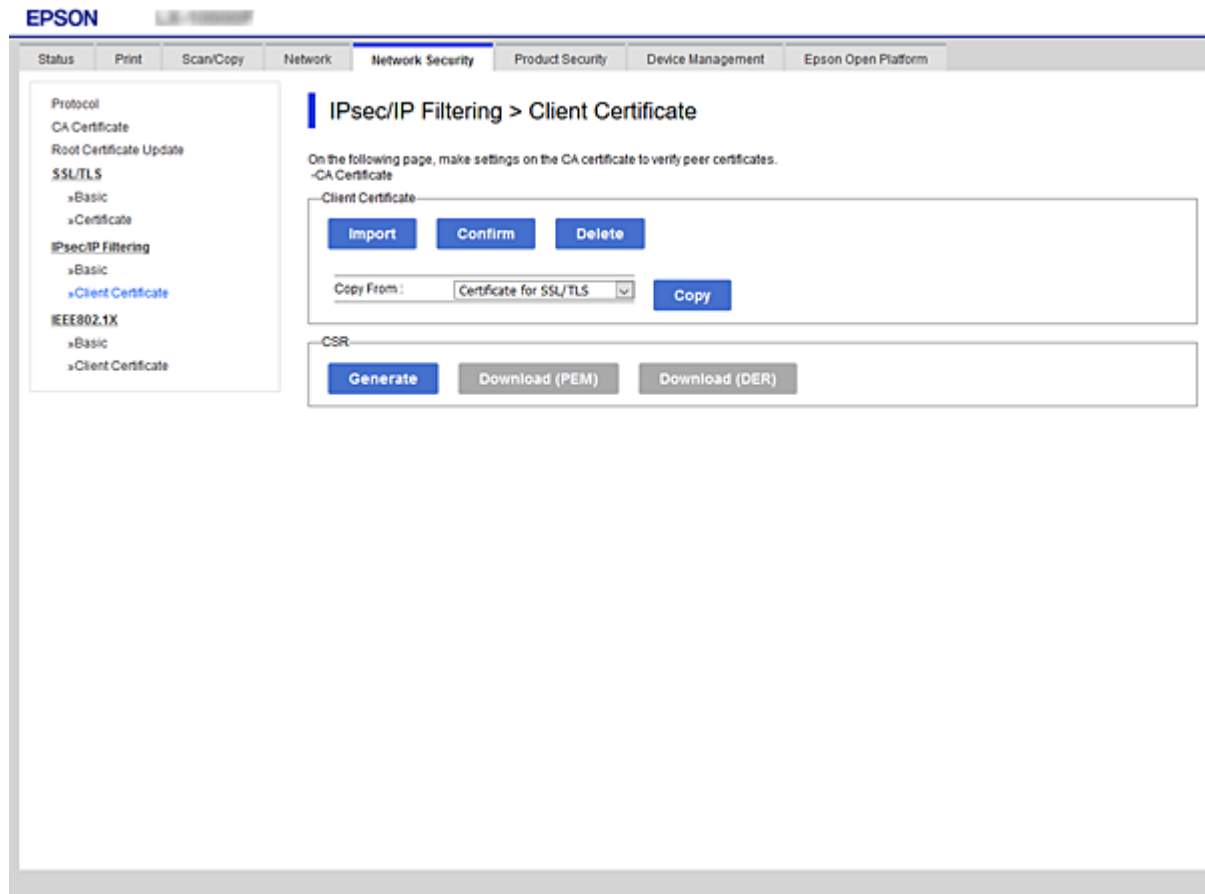 EPSON
Status Print Scan/Copy Network Network Security Product Security Device Management Epson Open Platform
Protocol
CA Certificate
Root Certificate Update
SSL/TLS
»Basic
»Certificate
IPsec/IP Filtering
»Basic
»Client Certificate
IEEE802.1X
»Basic
»Client Certificate
IPsec/IP Filtering > Client Certificate
On the following page, make settings on the CA certificate to verify peer certificates.
-CA Certificate
Client Certificate
Import Confirm Delete
Copy From : Certificate for SSL/TLS Copy
CSR
Generate Download (PEM) Download (DER)